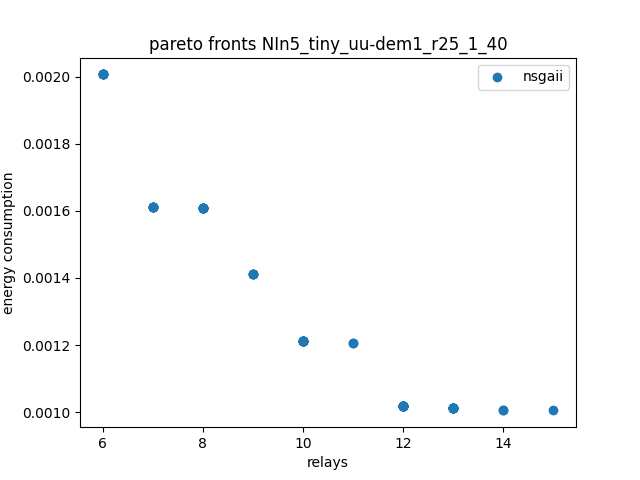 pareto fronts NIn5_tiny_uu-dem1_r25_1_40
nsgaii
energy consumption
0.0020
0.0018
0.0016
0.0014
0.0012
0.0010
6
8
10
12
14
relays